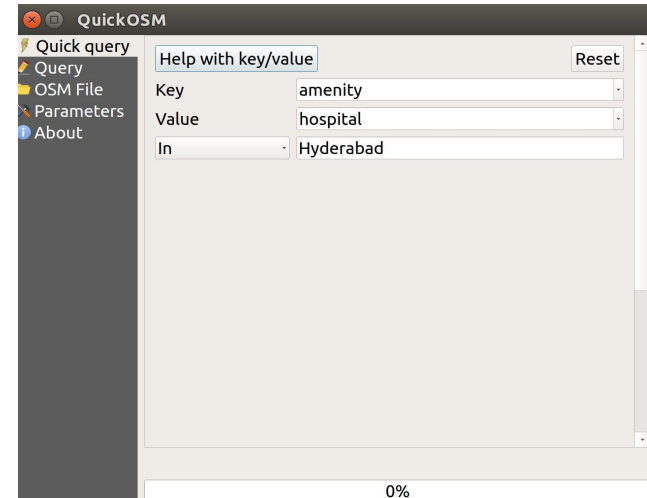 QuickOSM
Quick query
Query
OSM File
Parameters
About
Help with key/value Reset
Key amenity
Value hospital
In Hyderabad
0%